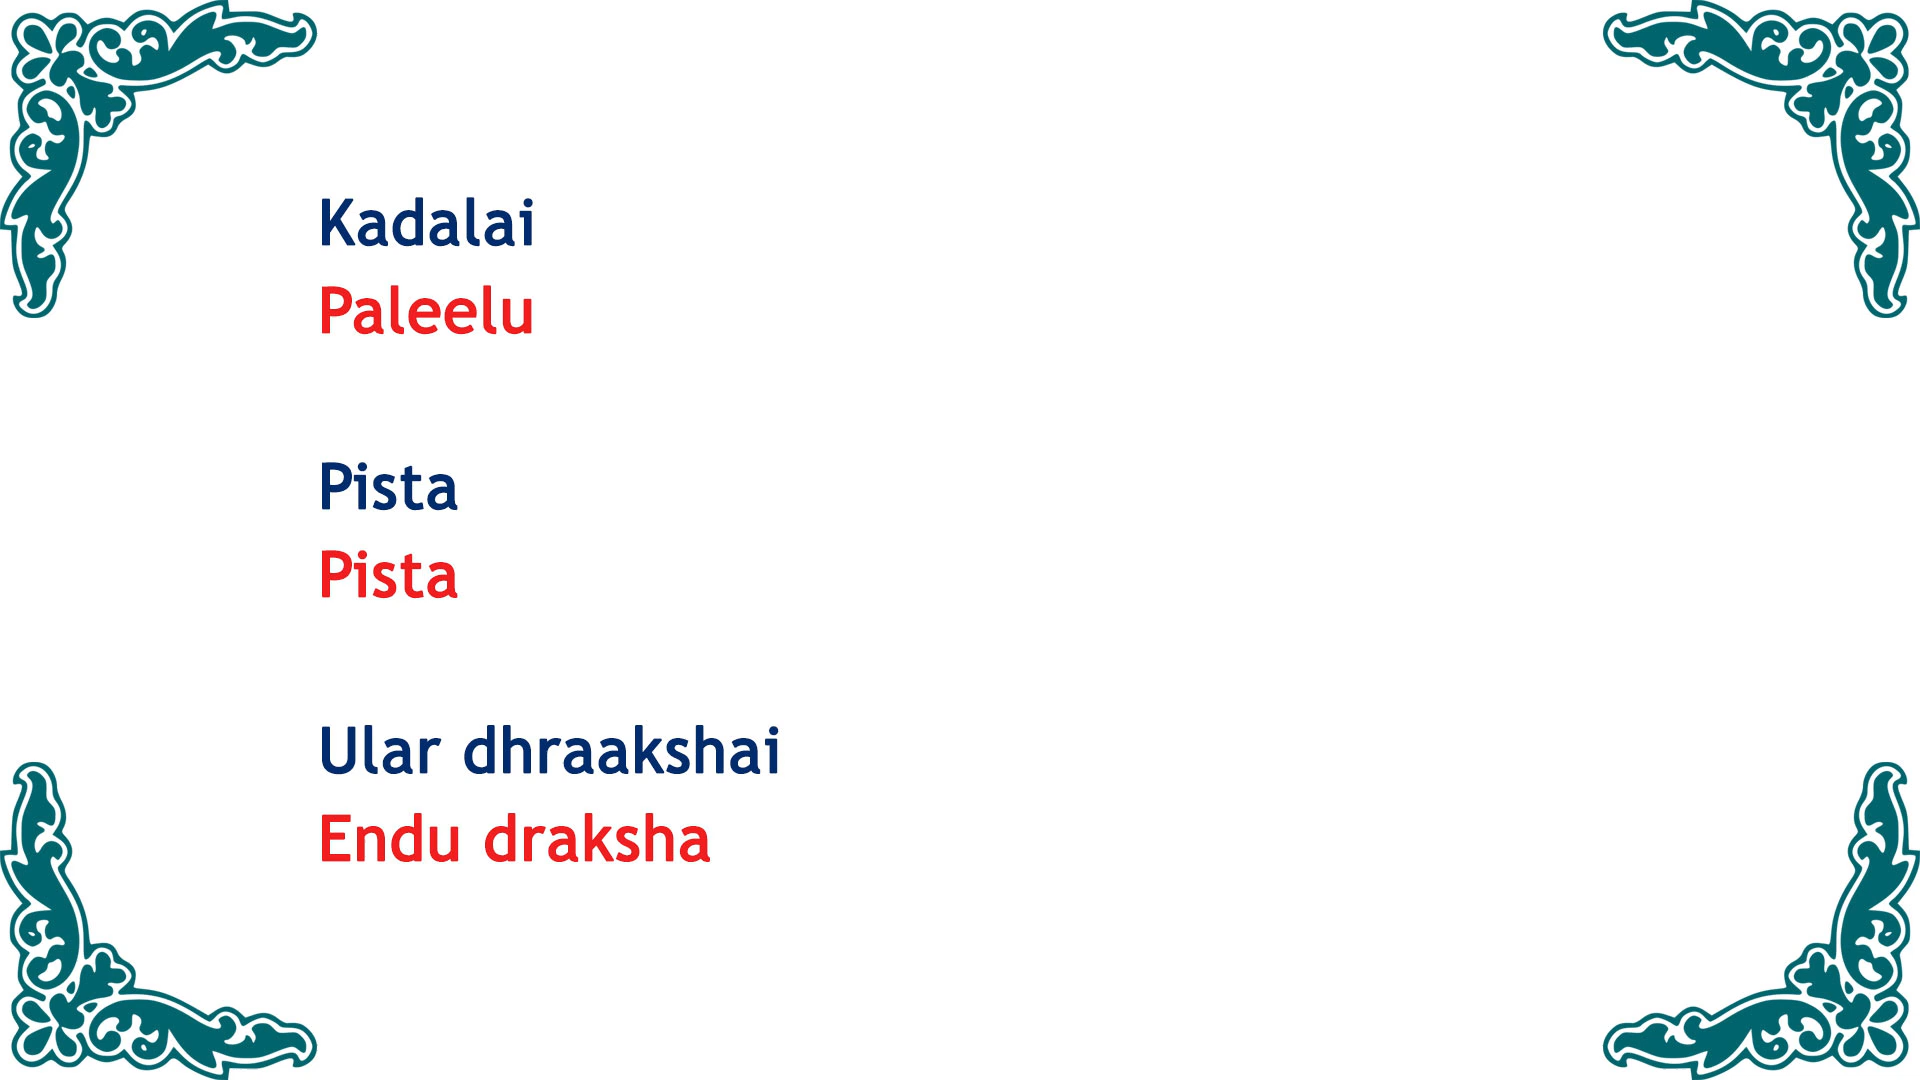 Kadalai
Paleelu
Pista
Pista
Ular dhraakshai
Endu draksha